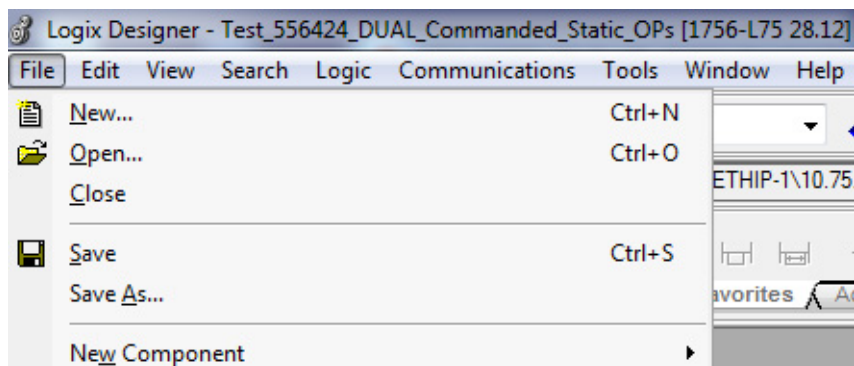 Logix Designer - Test_556424_DUAL_Commanded_Static_OPs [1756-L75 28.12]
File Edit View Search Logic Communications Tools Window Help
New... Ctrl+N
Open... Ctrl+O
ETHIP-1\10.75
Close
Save Ctrl+S
Save As...
New Component